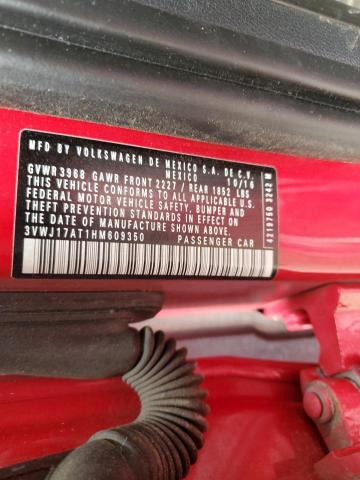 MFD BY VOLKSWAGEN DE MEXICO S.A. DE C.V.
MEXICO 10/16
GVWR 3968 GAWR FRONT 2227 / REAR 1852 LBS
THIS VEHICLE CONFORMS TO ALL APPLICABLE U.S.
FEDERAL MOTOR VEHICLE SAFETY, BUMPER AND
THEFT PREVENTION STANDARDS IN EFFECT ON
THE DATE OF MANUFACTURE SHOWN ABOVE.
3VWJ17AT1HM609350 PASSENGER CAR
4219750 3242 M